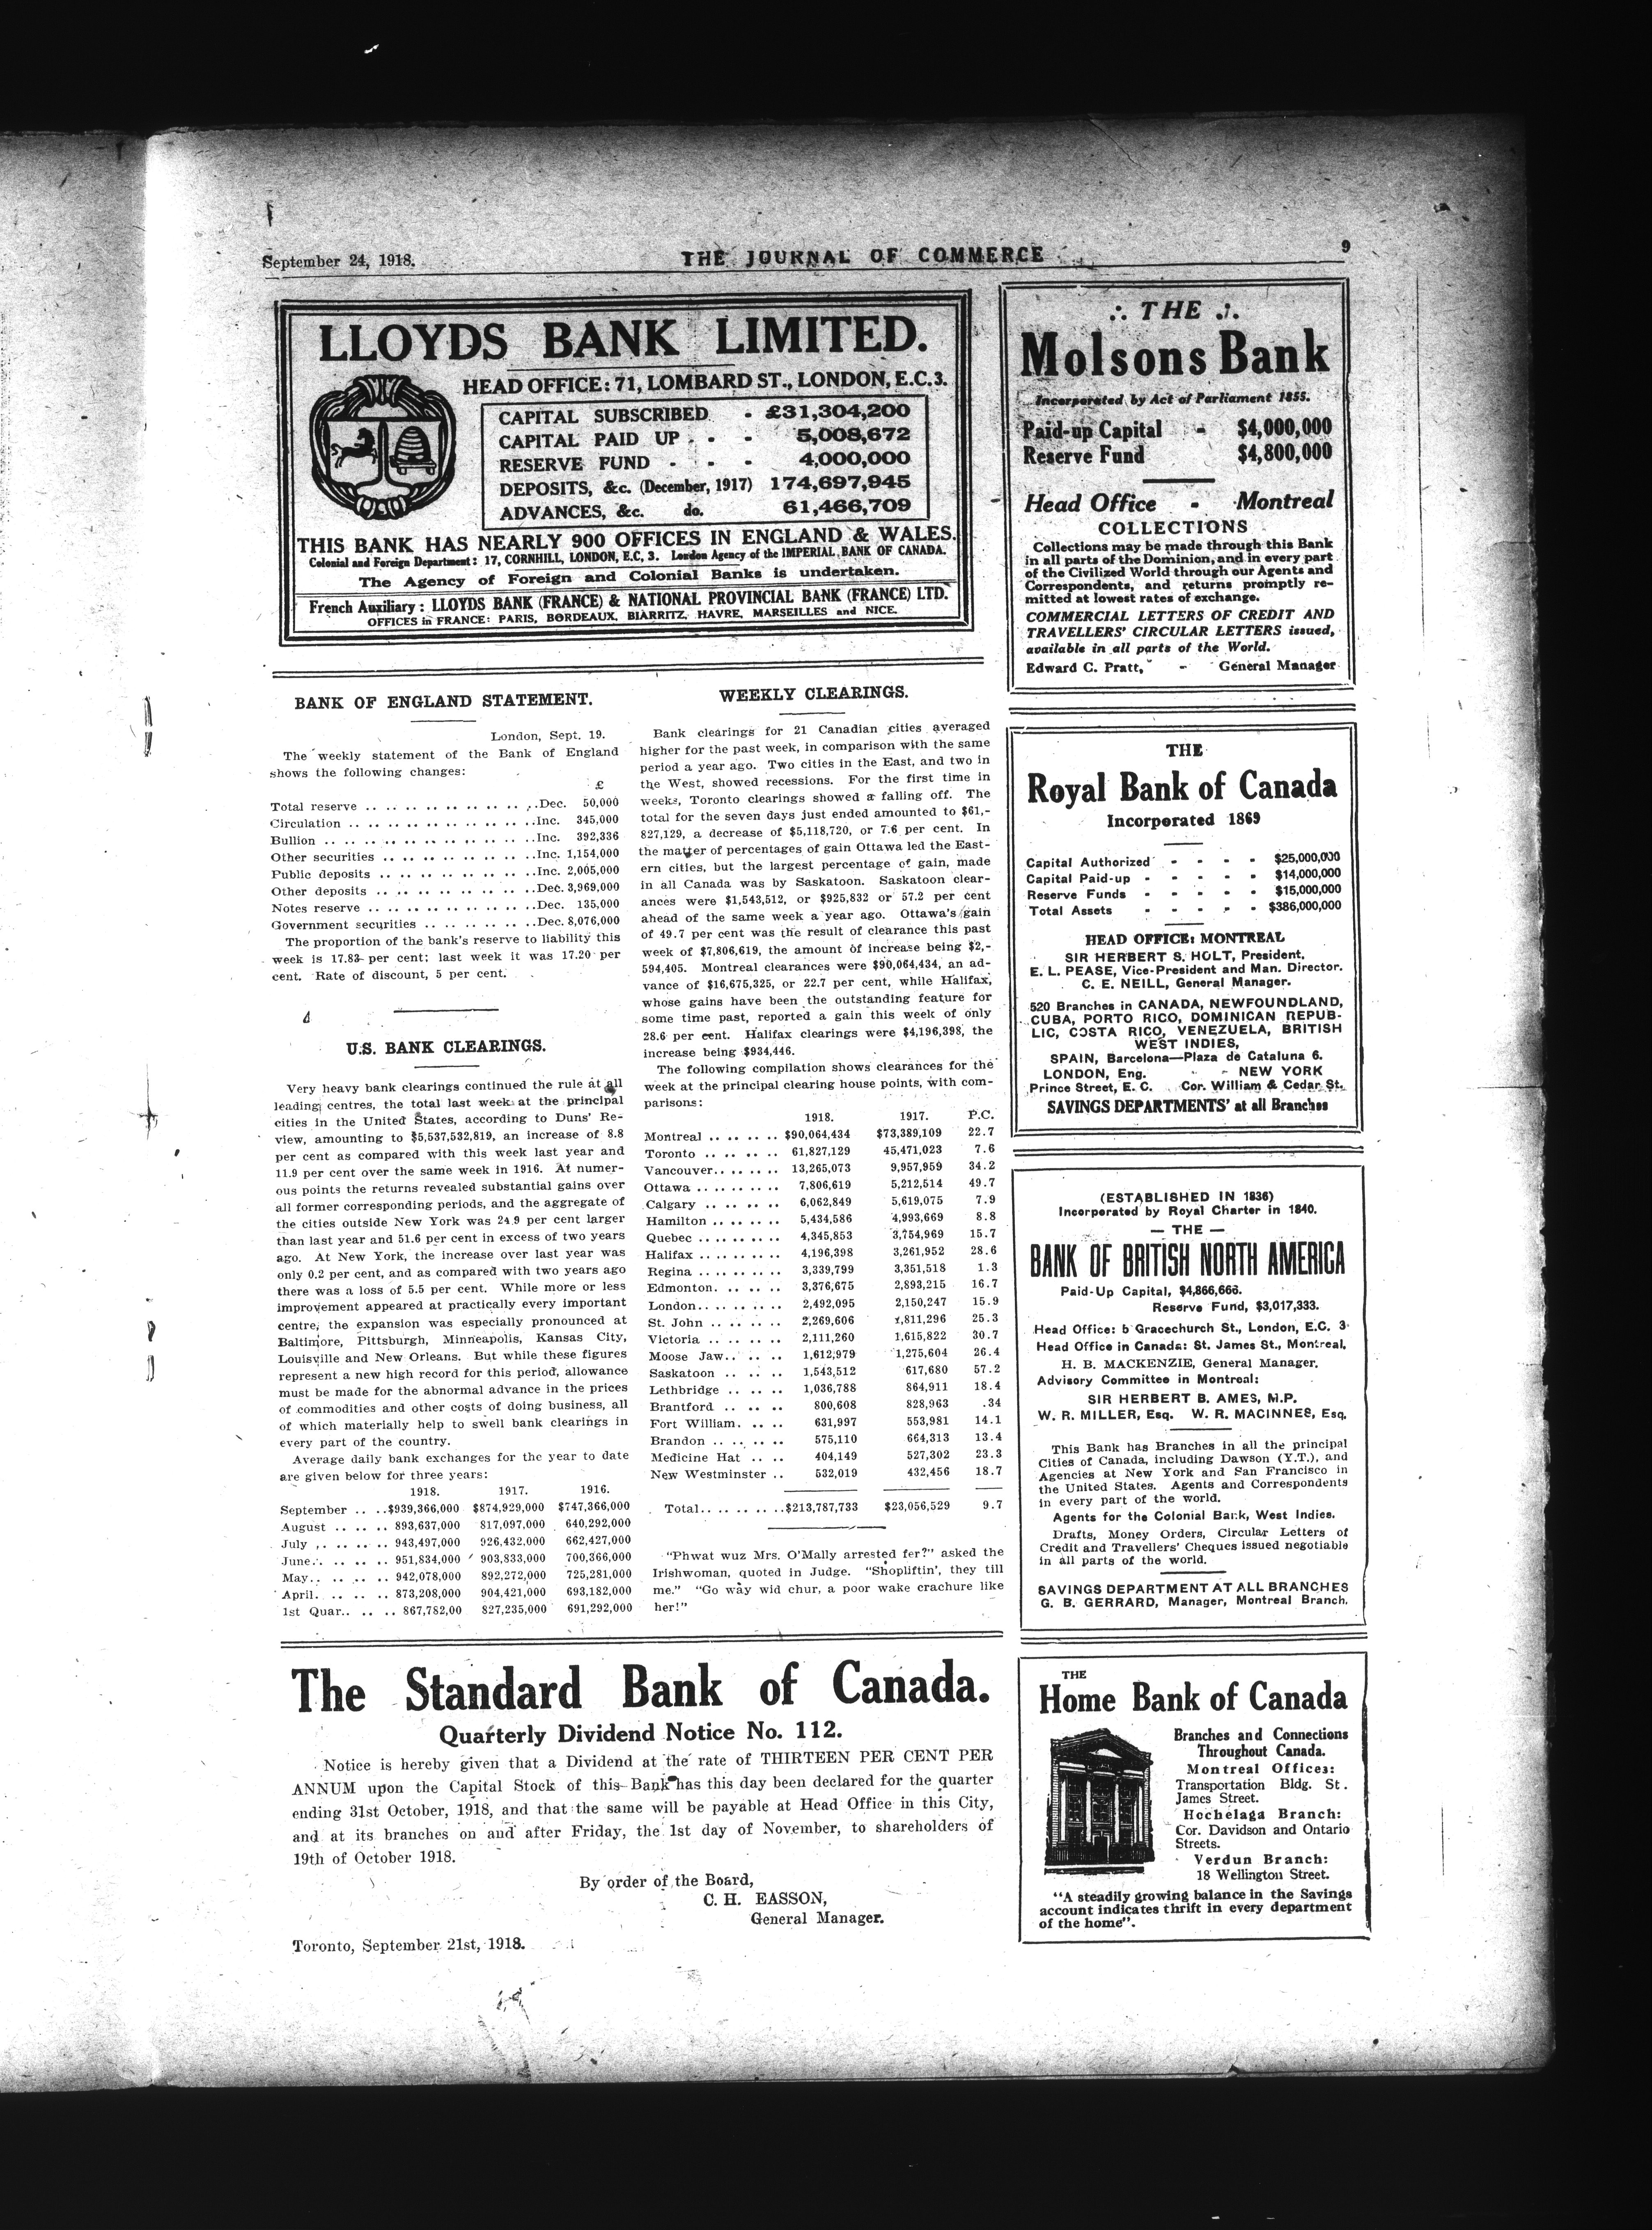 September 24, 1918.
THE JOURNAL OF COMMERCE
9
LLOYDS BANK LIMITED.
HEAD OFFICE: 71, LOMBARD ST., LONDON, E.C. 3.
CAPITAL SUBSCRIBED - £31,304,200
CAPITAL PAID UP - - 5,008,672
RESERVE FUND - - - 4,000,000
DEPOSITS, &c. (December, 1917) 174,697,945
ADVANCES, &c. do. 61,466,709
THIS BANK HAS NEARLY 900 OFFICES IN ENGLAND & WALES.
Colonial and Foreign Department: 17, CORNHILL, LONDON, E.C. 3. London Agency of the IMPERIAL BANK OF CANADA.
The Agency of Foreign and Colonial Banks is undertaken.
French Auxiliary: LLOYDS BANK (FRANCE) & NATIONAL PROVINCIAL BANK (FRANCE) LTD.
OFFICES in FRANCE: PARIS, BORDEAUX, BIARRITZ, HAVRE, MARSEILLES and NICE.
BANK OF ENGLAND STATEMENT.
London, Sept. 19.
The weekly statement of the Bank of England
shows the following changes:
£
Total reserve .. .. .. .. .. .. .. .. .. ..Dec. 50,000
Circulation .. .. .. .. .. .. .. .. .. .. ..Inc. 345,000
Bullion .. .. .. .. .. .. .. .. .. .. .. ..Inc. 392,336
Other securities .. .. .. .. .. .. .. .. ..Inc. 1,154,000
Public deposits .. .. .. .. .. .. .. .. ..Inc. 2,005,000
Other deposits .. .. .. .. .. .. .. .. ..Dec. 3,969,000
Notes reserve .. .. .. .. .. .. .. .. .. ..Dec. 135,000
Government securities .. .. .. .. .. .. ..Dec. 8,076,000
The proportion of the bank's reserve to liability this
week is 17.83 per cent; last week it was 17.20 per
cent. Rate of discount, 5 per cent.
U.S. BANK CLEARINGS.
Very heavy bank clearings continued the rule at all
leading centres, the total last week at the principal
cities in the United States, according to Duns' Re-
view, amounting to $5,537,532,819, an increase of 8.8
per cent as compared with this week last year and
11.9 per cent over the same week in 1916. At numer-
ous points the returns revealed substantial gains over
all former corresponding periods, and the aggregate of
the cities outside New York was 24.9 per cent larger
than last year and 51.6 per cent in excess of two years
ago. At New York, the increase over last year was
only 0.2 per cent, and as compared with two years ago
there was a loss of 5.5 per cent. While more or less
improvement appeared at practically every important
centre, the expansion was especially pronounced at
Baltimore, Pittsburgh, Minneapolis, Kansas City,
Louisville and New Orleans. But while these figures
represent a new high record for this period, allowance
must be made for the abnormal advance in the prices
of commodities and other costs of doing business, all
of which materially help to swell bank clearings in
every part of the country.
Average daily bank exchanges for the year to date
are given below for three years:
1918. 1917. 1916.
September .. ..$939,366,000 $874,929,000 $747,366,000
August .. .. .. 893,637,000 817,097,000 640,292,000
July .. .. .. .. 943,497,000 926,432,000 662,427,000
June.. .. .. .. 951,834,000 903,833,000 700,366,000
May.. .. .. .. 942,078,000 892,272,000 725,281,000
April. .. .. .. 873,208,000 904,421,000 693,182,000
1st Quar.. .. .. 867,782,00 827,235,000 691,292,000
WEEKLY CLEARINGS.
Bank clearings for 21 Canadian cities averaged
higher for the past week, in comparison with the same
period a year ago. Two cities in the East, and two in
the West, showed recessions. For the first time in
weeks, Toronto clearings showed a falling off. The
total for the seven days just ended amounted to $61,-
827,129, a decrease of $5,118,720, or 7.6 per cent. In
the matter of percentages of gain Ottawa led the East-
ern cities, but the largest percentage of gain, made
in all Canada was by Saskatoon. Saskatoon clear-
ances were $1,543,512, or $925,832 or 57.2 per cent
ahead of the same week a year ago. Ottawa's gain
of 49.7 per cent was the result of clearance this past
week of $7,806,619, the amount of increase being $2,-
594,405. Montreal clearances were $90,064,434, an ad-
vance of $16,675,325, or 22.7 per cent, while Halifax,
whose gains have been the outstanding feature for
some time past, reported a gain this week of only
28.6 per cent. Halifax clearings were $4,196,398, the
increase being $934,446.
The following compilation shows clearances for the
week at the principal clearing house points, with com-
parisons:
1918. 1917. P.C.
Montreal .. .. .. .. $90,064,434 $73,389,109 22.7
Toronto .. .. .. .. 61,827,129 45,471,023 7.6
Vancouver.. .. .. .. 13,265,073 9,957,959 34.2
Ottawa .. .. .. .. .. 7,806,619 5,212,514 49.7
Calgary .. .. .. .. 6,062,849 5,619,075 7.9
Hamilton .. .. .. .. 5,434,586 4,993,669 8.8
Quebec .. .. .. .. .. 4,345,853 3,754,969 15.7
Halifax .. .. .. .. .. 4,196,398 3,261,952 28.6
Regina .. .. .. .. .. 3,339,799 3,351,518 1.3
Edmonton. .. .. .. 3,376,675 2,893,215 16.7
London.. .. .. .. .. 2,492,095 2,150,247 15.9
St. John .. .. .. .. 2,269,606 1,811,296 25.3
Victoria .. .. .. .. 2,111,260 1,615,822 30.7
Moose Jaw.. .. .. .. 1,612,979 1,275,604 26.4
Saskatoon .. .. .. 1,543,512 617,680 57.2
Lethbridge .. .. .. 1,036,788 864,911 18.4
Brantford .. .. .. 800,608 828,963 .34
Fort William. .. .. 631,997 553,981 14.1
Brandon .. .. .. .. 575,110 664,313 13.4
Medicine Hat .. .. 404,149 527,302 23.3
New Westminster .. 532,019 432,456 18.7
Total.. .. .. .. ..$213,787,733 $23,056,529 9.7
"Phwat wuz Mrs. O'Mally arrested fer?" asked the
Irishwoman, quoted in Judge. "Shopliftin', they till
me." "Go way wid chur, a poor wake crachure like
her!"
The Standard Bank of Canada.
Quarterly Dividend Notice No. 112.
Notice is hereby given that a Dividend at the rate of THIRTEEN PER CENT PER
ANNUM upon the Capital Stock of this Bank has this day been declared for the quarter
ending 31st October, 1918, and that the same will be payable at Head Office in this City,
and at its branches on and after Friday, the 1st day of November, to shareholders of
19th of October 1918.
By order of the Board,
C. H. EASSON,
General Manager.
Toronto, September 21st, 1918.
THE
Molsons Bank
Incorporated by Act of Parliament 1855.
Paid-up Capital - $4,000,000
Reserve Fund $4,800,000
Head Office - Montreal
COLLECTIONS
Collections may be made through this Bank
in all parts of the Dominion, and in every part
of the Civilized World through our Agents and
Correspondents, and returns promptly re-
mitted at lowest rates of exchange.
COMMERCIAL LETTERS OF CREDIT AND
TRAVELLERS' CIRCULAR LETTERS issued,
available in all parts of the World.
Edward C. Pratt, - General Manager
THE
Royal Bank of Canada
Incorporated 1869
Capital Authorized - - - - $25,000,000
Capital Paid-up - - - - - $14,000,000
Reserve Funds - - - - - $15,000,000
Total Assets - - - - - $386,000,000
HEAD OFFICE: MONTREAL
SIR HERBERT S. HOLT, President.
E. L. PEASE, Vice-President and Man. Director.
C. E. NEILL, General Manager.
520 Branches in CANADA, NEWFOUNDLAND,
CUBA, PORTO RICO, DOMINICAN REPUB-
LIC, COSTA RICO, VENEZUELA, BRITISH
WEST INDIES,
SPAIN, Barcelona—Plaza de Cataluna 6.
LONDON, Eng. - - NEW YORK
Prince Street, E. C. Cor. William & Cedar St.
SAVINGS DEPARTMENTS' at all Branches
(ESTABLISHED IN 1836)
Incorporated by Royal Charter in 1840.
— THE —
BANK OF BRITISH NORTH AMERICA
Paid-Up Capital, $4,866,666.
Reserve Fund, $3,017,333.
Head Office: 5 Gracechurch St., London, E.C. 3
Head Office in Canada: St. James St., Montreal.
H. B. MACKENZIE, General Manager.
Advisory Committee in Montreal:
SIR HERBERT B. AMES, M.P.
W. R. MILLER, Esq. W. R. MACINNES, Esq.
This Bank has Branches in all the principal
Cities of Canada, including Dawson (Y.T.), and
Agencies at New York and San Francisco in
the United States. Agents and Correspondents
in every part of the world.
Agents for the Colonial Bank, West Indies.
Drafts, Money Orders, Circular Letters of
Credit and Travellers' Cheques issued negotiable
in all parts of the world.
SAVINGS DEPARTMENT AT ALL BRANCHES
G. B. GERRARD, Manager, Montreal Branch.
THE
Home Bank of Canada
Branches and Connections
Throughout Canada.
Montreal Offices:
Transportation Bldg. St.
James Street.
Hochelaga Branch:
Cor. Davidson and Ontario
Streets.
Verdun Branch:
18 Wellington Street.
"A steadily growing balance in the Savings
account indicates thrift in every department
of the home".